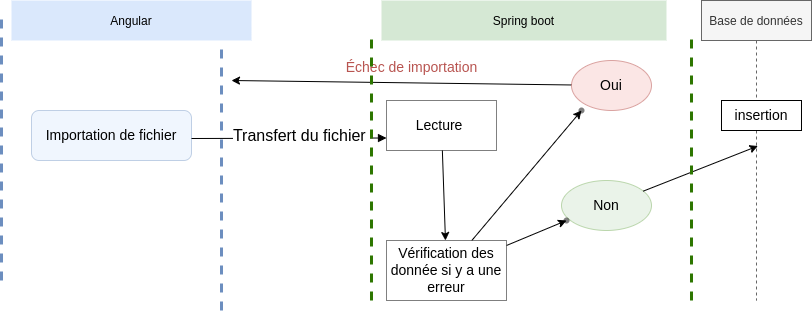 Angular
Spring boot
Base de données
Échec de importation
Oui
Importation de fichier
Transfert du fichier
Lecture
insertion
Non
Vérification des
donnée si y a une
erreur